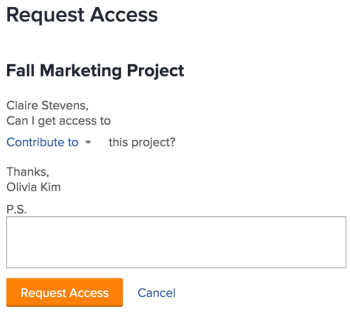 Request Access
Fall Marketing Project
Claire Stevens,
Can I get access to
Contribute to this project?
Thanks,
Olivia Kim
P.S.
Request Access Cancel